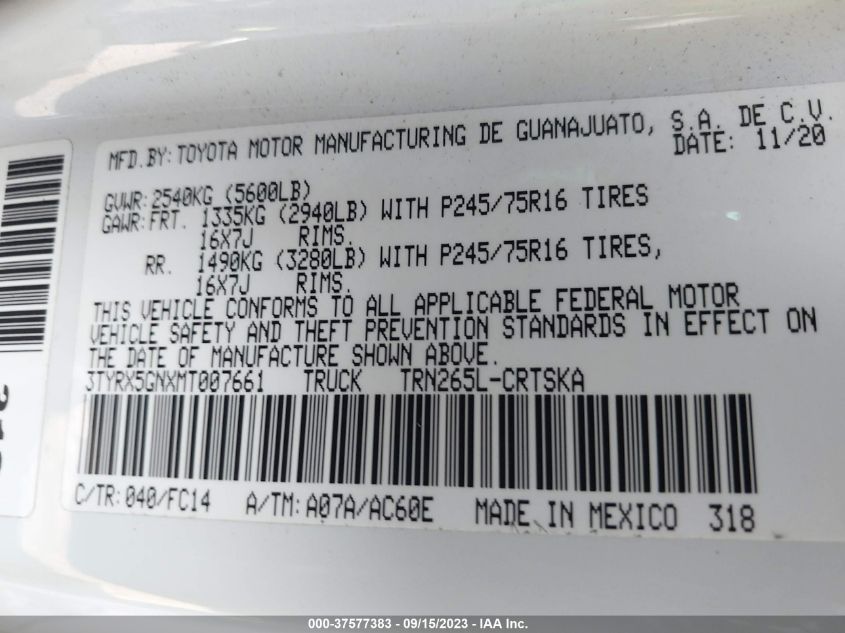 MFD.BY:TOYOTA MOTOR MANUFACTURING DE GUANAJUATO, S.A. DE C.V.
DATE: 11/20
GVWR:2540KG (5600LB)
GAWR:FRT. 1335KG (2940LB) WITH P245/75R16 TIRES
16X7J RIMS.
RR. 1490KG (3280LB) WITH P245/75R16 TIRES,
16X7J RIMS.
THIS VEHICLE CONFORMS TO ALL APPLICABLE FEDERAL MOTOR
VEHICLE SAFETY AND THEFT PREVENTION STANDARDS IN EFFECT ON
THE DATE OF MANUFACTURE SHOWN ABOVE.
3TYRX5GNXMT007661 TRUCK TRN265L-CRTSKA
C/TR:040/FC14 A/TM:A07A/AC60E MADE IN MEXICO 318
000-37577383 - 09/15/2023 - IAA Inc.